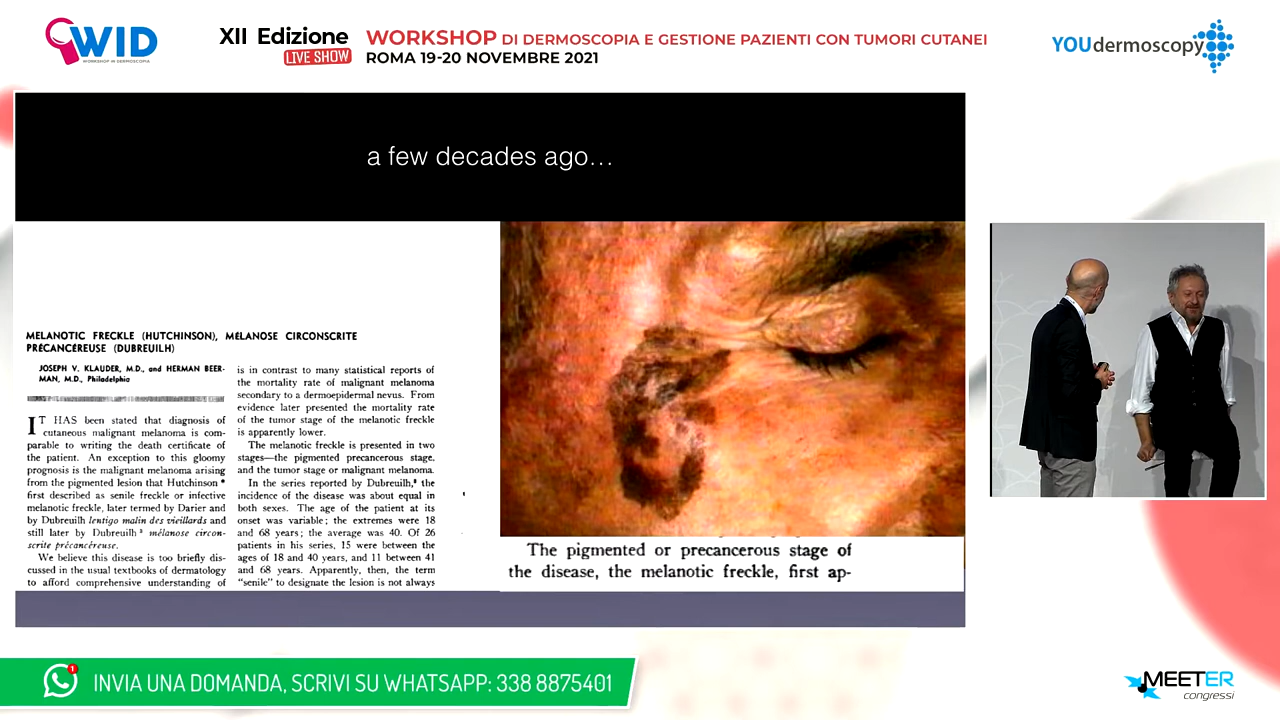 WID
WORKSHOP IN DERMOSCOPIA
XII Edizione
LIVE SHOW
WORKSHOP DI DERMOSCOPIA E GESTIONE PAZIENTI CON TUMORI CUTANEI
ROMA 19-20 NOVEMBRE 2021
YOUdermoscopy
a few decades ago...
MELANOTIC FRECKLE (HUTCHINSON), MÉLANOSE CIRCONSCRITE
PRÉCANCÉREUSE (DUBREUILH)
JOSEPH V. KLAUDER, M.D., and HERMAN BEER-
MAN, M.D., Philadelphia
IT HAS been stated that diagnosis of
cutaneous malignant melanoma is com-
parable to writing the death certificate of
the patient. An exception to this gloomy
prognosis is the malignant melanoma arising
from the pigmented lesion that Hutchinson
first described as senile freckle or infective
melanotic freckle, later termed by Darier and
by Dubreuilh lentigo malin des vieillards and
still later by Dubreuilh mélanose circon-
scrite précancéreuse.
We believe this disease is too briefly dis-
cussed in the usual textbooks of dermatology
to afford comprehensive understanding of
is in contrast to many statistical reports of
the mortality rate of malignant melanoma
secondary to a dermoepidermal nevus. From
evidence later presented the mortality rate
of the tumor stage of the melanotic freckle
is apparently lower.
The melanotic freckle is presented in two
stages—the pigmented precancerous stage,
and the tumor stage or malignant melanoma.
In the series reported by Dubreuilh, the
incidence of the disease was about equal in
both sexes. The age of the patient at its
onset was variable; the extremes were 18
and 68 years; the average was 40. Of 26
patients in his series, 15 were between the
ages of 18 and 40 years, and 11 between 41
and 68 years. Apparently, then, the term
"senile" to designate the lesion is not always
The pigmented or precancerous stage of
the disease, the melanotic freckle, first ap-
1
INVIA UNA DOMANDA, SCRIVI SU WHATSAPP: 338 8875401
MEETER
congressi